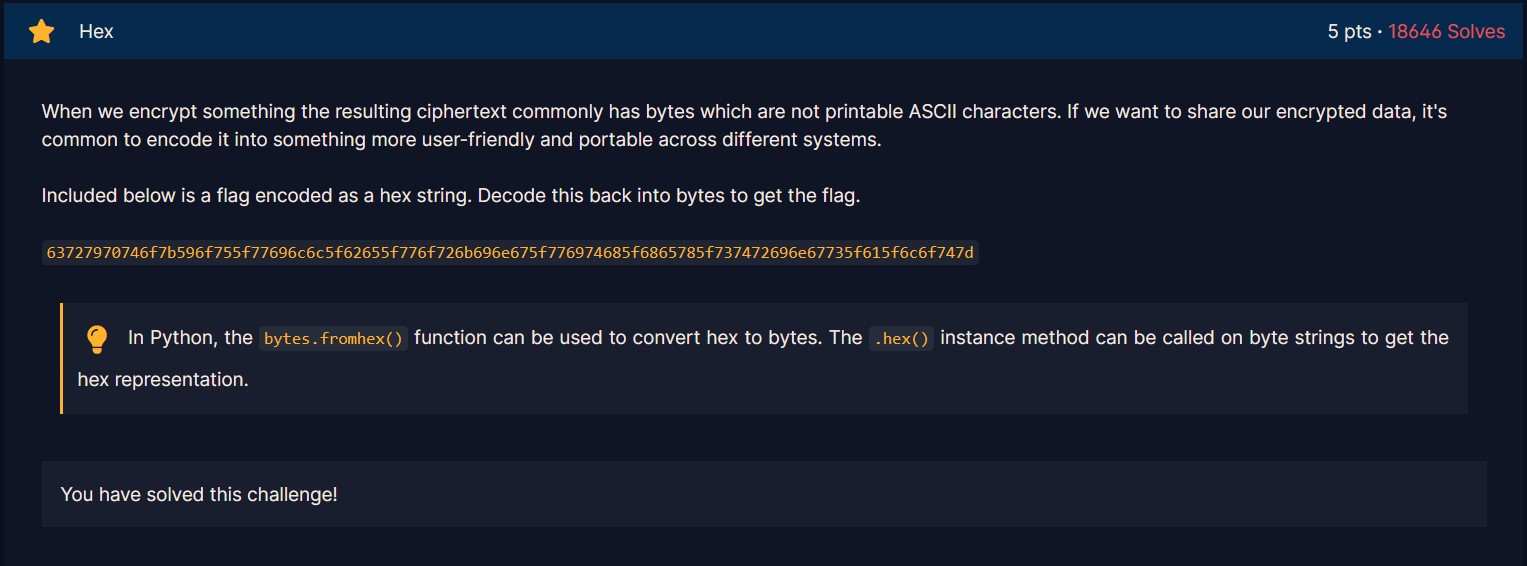 Hex
5 pts · 18646 Solves
When we encrypt something the resulting ciphertext commonly has bytes which are not printable ASCII characters. If we want to share our encrypted data, it's
common to encode it into something more user-friendly and portable across different systems.
Included below is a flag encoded as a hex string. Decode this back into bytes to get the flag.
63727970746f7b596f755f77696c6c5f62655f776f726b696e675f776974685f6865785f737472696e67735f615f6c6f747d
In Python, the bytes.fromhex() function can be used to convert hex to bytes. The .hex() instance method can be called on byte strings to get the
hex representation.
You have solved this challenge!